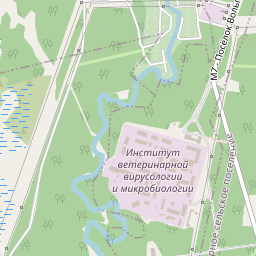 М7 - Поселок Воль
Институт
ветеринарной
вирусологии
и микробиологии
рное сельское поселение